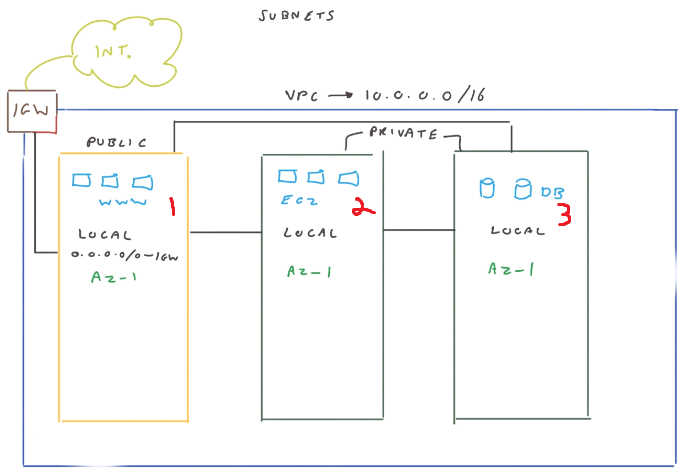 SUBNETS
INT.
VPC → 10.0.0.0/16
IGW
PRIVATE
PUBLIC
WWW
1
EC2
2
DB
3
LOCAL
LOCAL
LOCAL
0.0.0.0/0-IGW
AZ-1
AZ-1
AZ-1